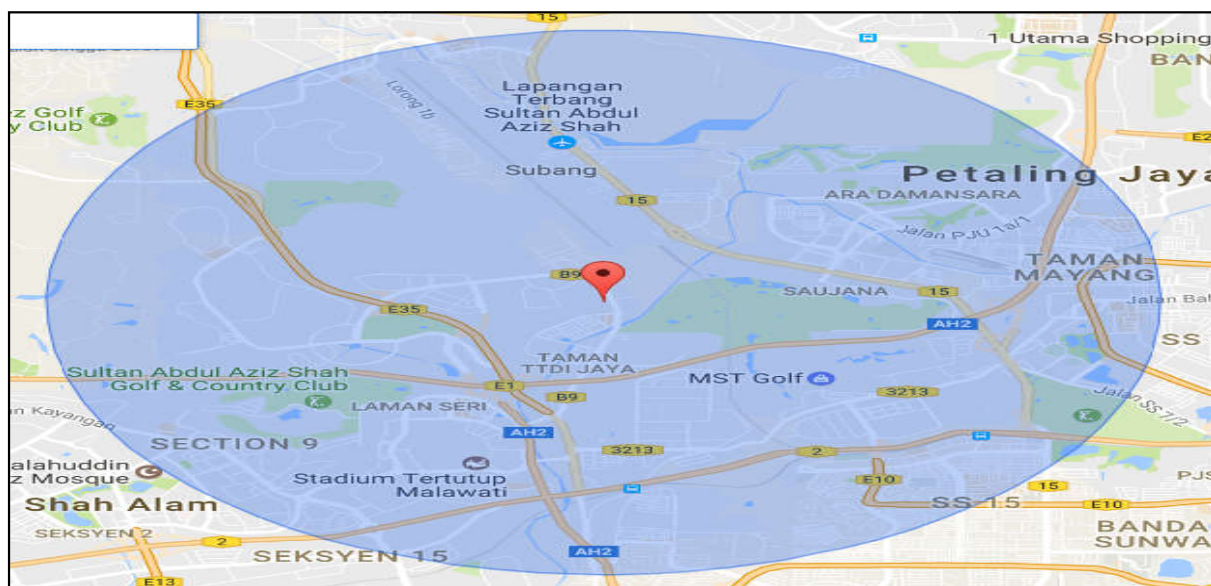 15
1 Utama Shopping
BAN
E35
ez Golf
y Club
Lorong 1b
Lapangan
Terbang
Sultan Abdul
Aziz Shah
Subang
E2
Petaling Jaya
ARA DAMANSARA
15
Jalan PJU 1a/1
TAMAN
MAYANG
B9
SAUJANA
15
Jalan Bah
E35
AH2
SS
TAMAN
TTDI JAYA
Sultan Abdul Aziz Shah
Golf & Country Club
E1
MST Golf
B9
3213
Jalan SS 7/2
an Kayangan
LAMAN SERI
AH2
SECTION 9
3213
2
alahuddin
z Mosque
Stadium Tertutup
Malawati
E10
PJS
15
Shah Alam
SS 15
E10
SEKSYEN 2
BANDA
SUNWA
2
SEKSYEN 15
AH2
E13